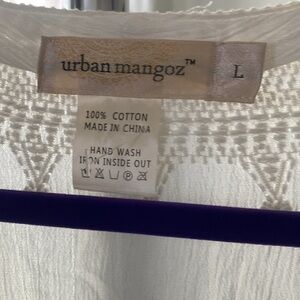 urban mangoz™ L
100% COTTON
MADE IN CHINA
HAND WASH
IRON INSIDE OUT